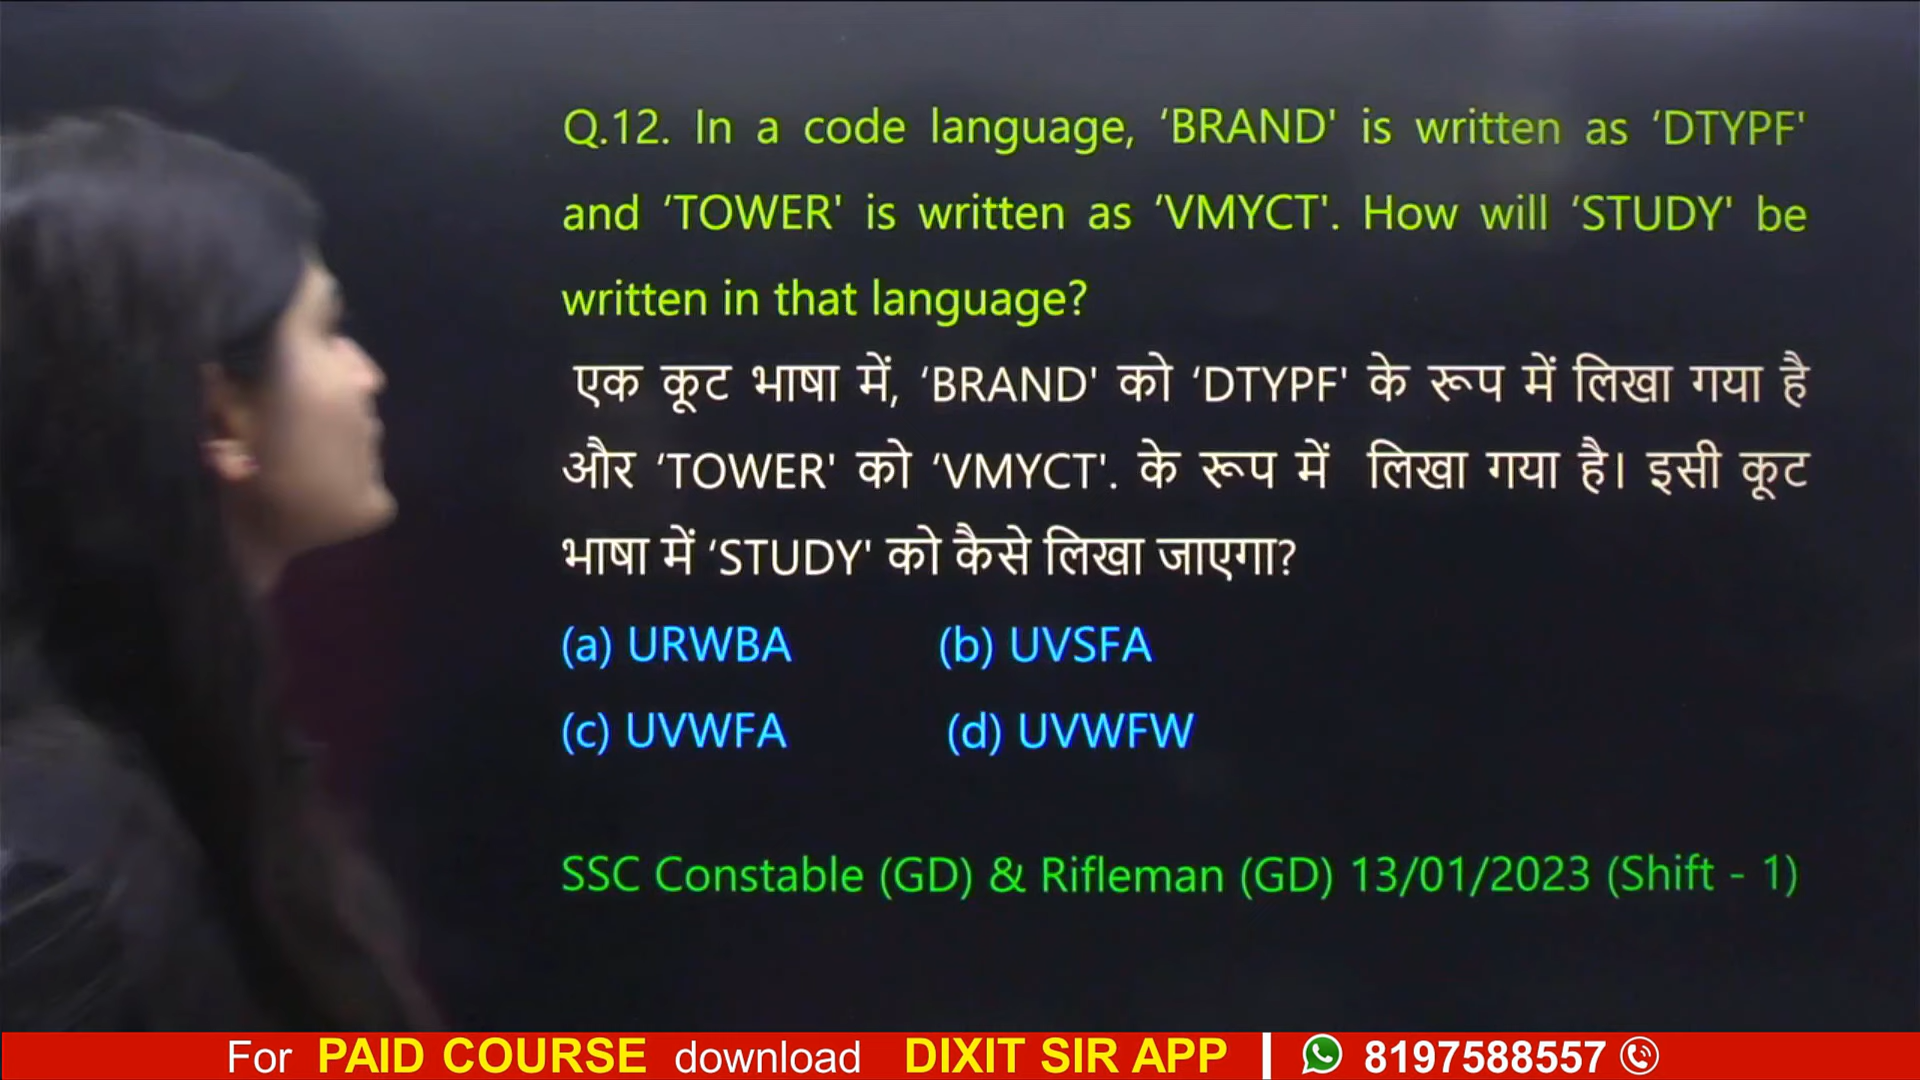 Q.12. In a code language, ‘BRAND' is written as ‘DTYPF'
and ‘TOWER' is written as ‘VMYCT'. How will ‘STUDY' be
written in that language?
एक कूट भाषा में, ‘BRAND' को ‘DTYPF' के रूप में लिखा गया है
और ‘TOWER' को ‘VMYCT'. के रूप में लिखा गया है। इसी कूट
भाषा में ‘STUDY' को कैसे लिखा जाएगा?
(a) URWBA (b) UVSFA
(c) UVWFA (d) UVWFW
SSC Constable (GD) & Rifleman (GD) 13/01/2023 (Shift - 1)
For PAID COURSE download DIXIT SIR APP | 8197588557